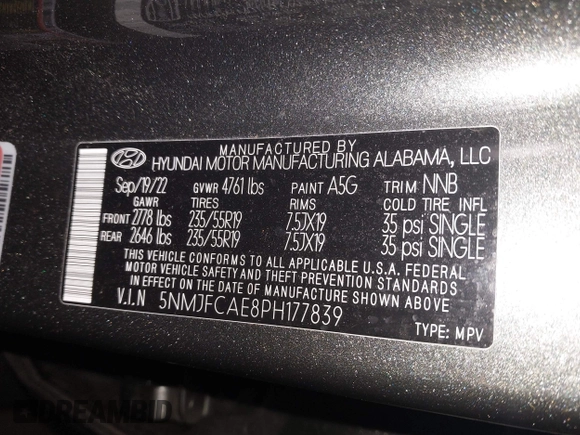 MANUFACTURED BY
HYUNDAI MOTOR MANUFACTURING ALABAMA, LLC
Sep/19/22 GVWR 4761 lbs PAINT A5G TRIM NNB
GAWR TIRES RIMS COLD TIRE INFL
FRONT 2778 lbs 235/55R19 7.5JX19 35 psi SINGLE
REAR 2646 lbs 235/55R19 7.5JX19 35 psi SINGLE
THIS VEHICLE CONFORMS TO ALL APPLICABLE U.S.A. FEDERAL
MOTOR VEHICLE SAFETY AND THEFT PREVENTION STANDARDS
IN EFFECT ON THE DATE OF MANUFACTURE SHOWN ABOVE.
V.I.N 5NMJFCAE8PH177839
TYPE: MPV
DREAMBID